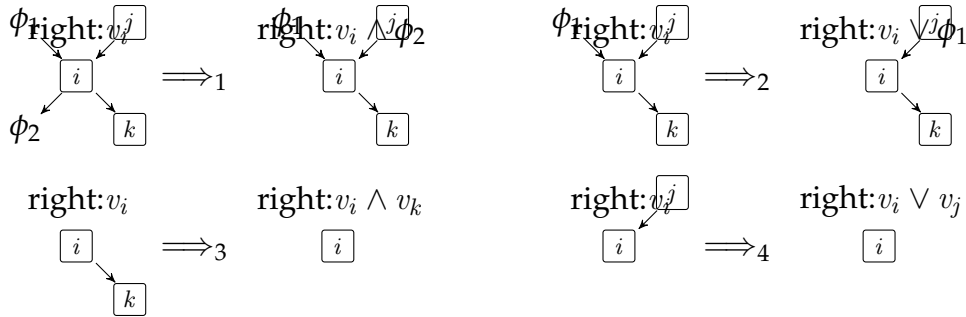 ϕ₁ right:vᵢ j right:vᵢ ∧ ϕ₂ ϕ₁ j ϕ₁ right:vᵢ j right:vᵢ ∨ ϕ₁ j
i ⟹₁ i i ⟹₂ i
ϕ₂ k k k k
right:vᵢ right:vᵢ ∧ vₖ right:vᵢ j right:vᵢ ∨ vⱼ
i ⟹₃ i i ⟹₄ i
k